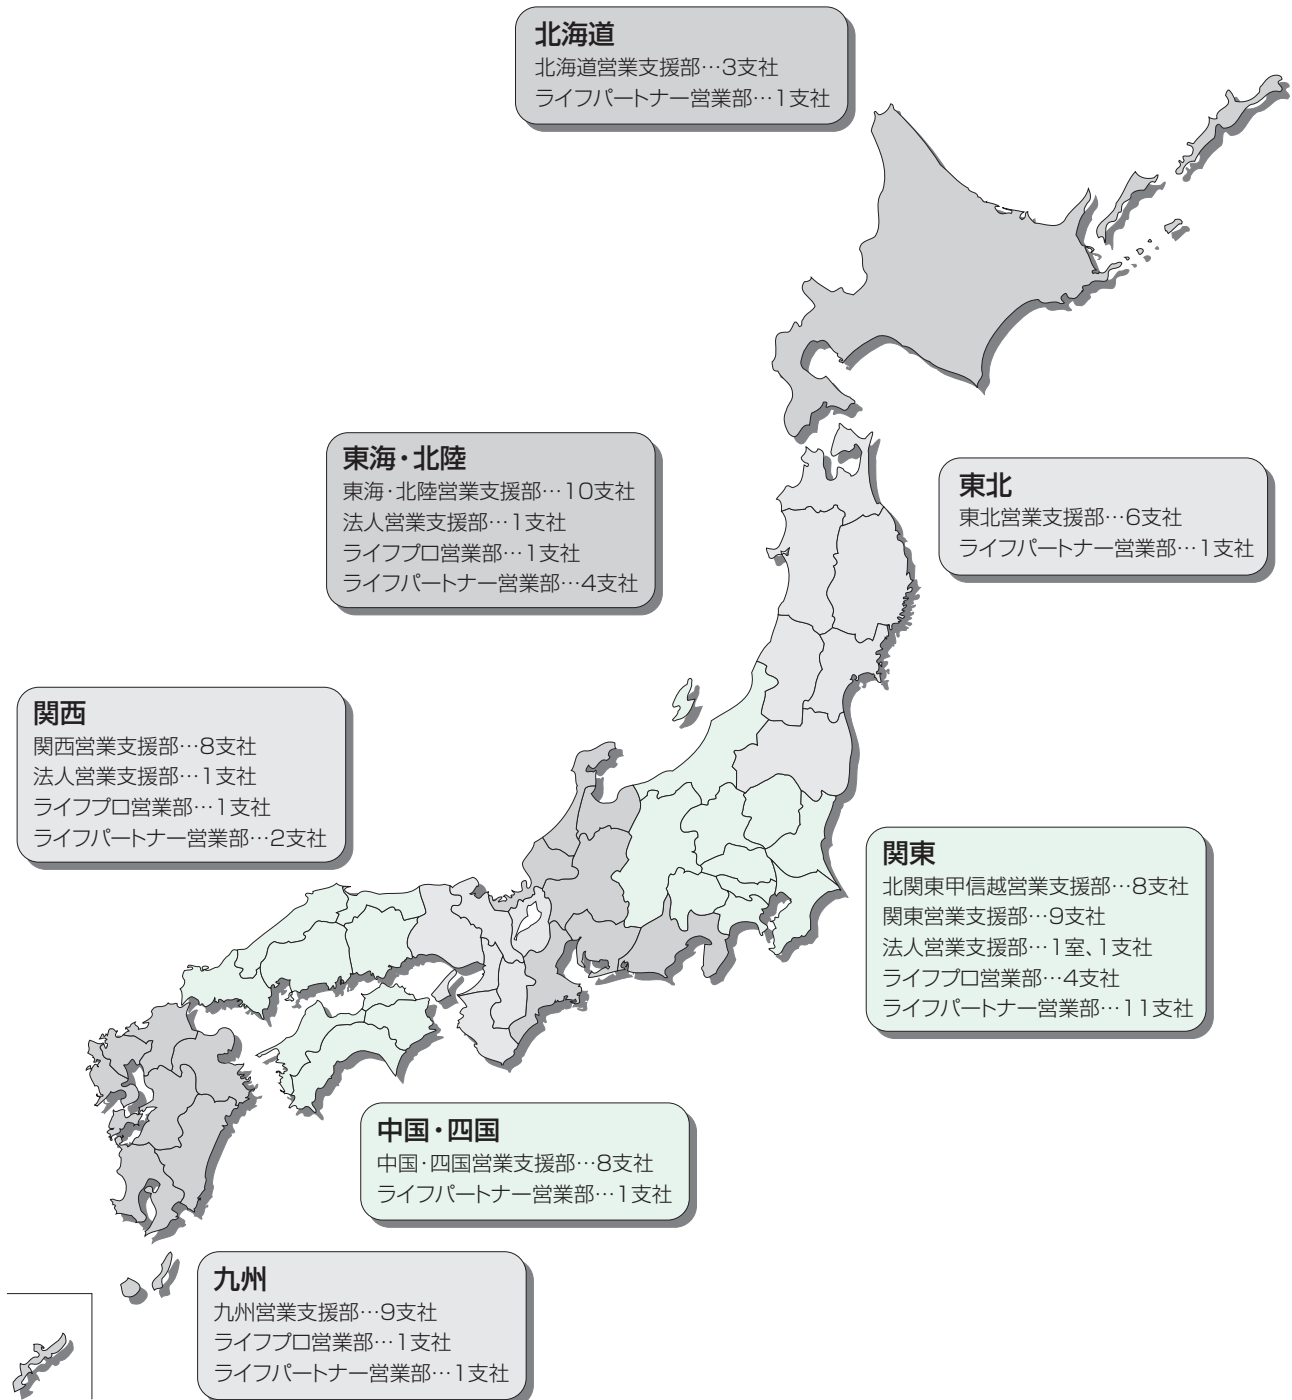 北海道
北海道営業支援部…3支社
ライフパートナー営業部…1支社
東海・北陸
東海・北陸営業支援部…10支社
法人営業支援部…1支社
ライフプロ営業部…1支社
ライフパートナー営業部…4支社
東北
東北営業支援部…6支社
ライフパートナー営業部…1支社
関西
関西営業支援部…8支社
法人営業支援部…1支社
ライフプロ営業部…1支社
ライフパートナー営業部…2支社
関東
北関東甲信越営業支援部…8支社
関東営業支援部…9支社
法人営業支援部…1室、1支社
ライフプロ営業部…4支社
ライフパートナー営業部…11支社
中国・四国
中国・四国営業支援部…8支社
ライフパートナー営業部…1支社
九州
九州営業支援部…9支社
ライフプロ営業部…1支社
ライフパートナー営業部…1支社